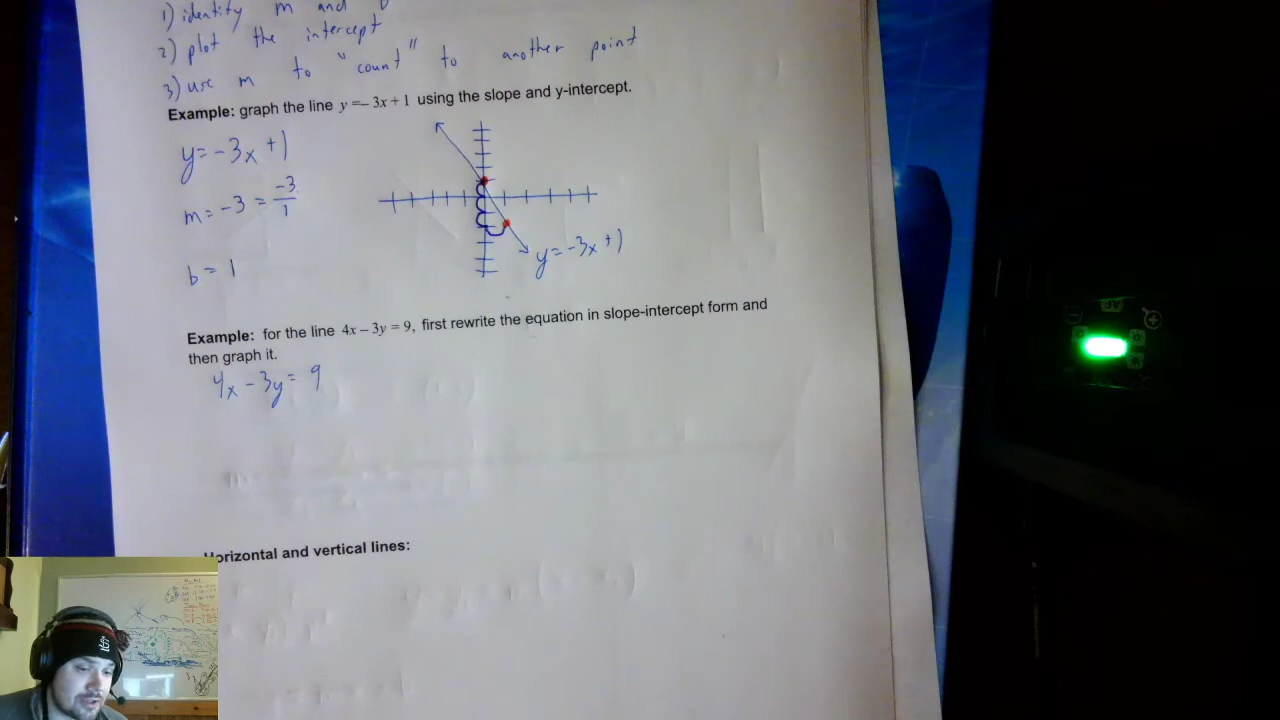 1) identify m and b
2) plot the intercept
3) use m to "count" to another point
Example: graph the line y = – 3x + 1 using the slope and y-intercept.
y = -3x +1
m = -3 = -3/1
b = 1
y = -3x +1
Example: for the line 4x – 3y = 9, first rewrite the equation in slope-intercept form and
then graph it.
4x - 3y = 9
Horizontal and vertical lines:
AF